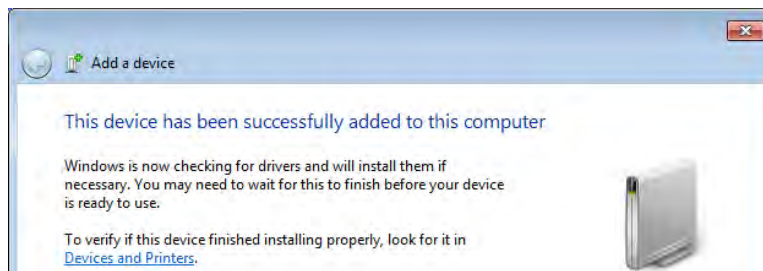 Add a device
This device has been successfully added to this computer
Windows is now checking for drivers and will install them if
necessary. You may need to wait for this to finish before your device
is ready to use.
To verify if this device finished installing properly, look for it in
Devices and Printers.